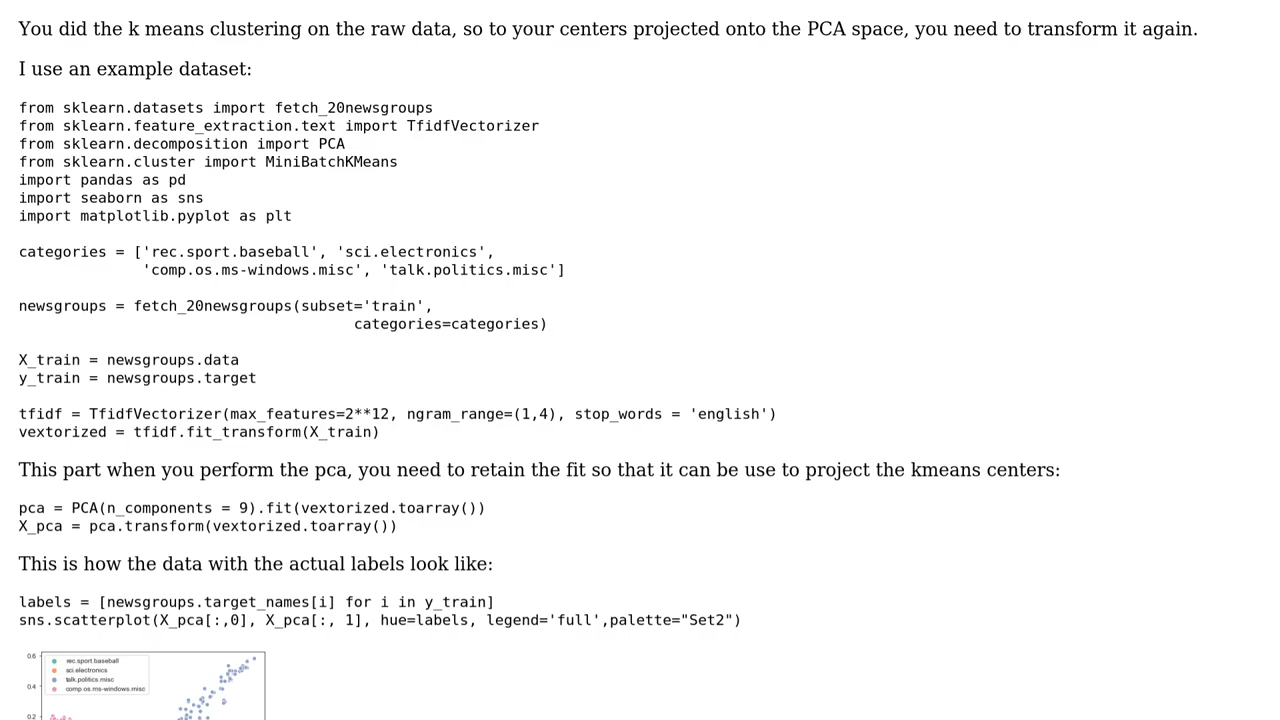 You did the k means clustering on the raw data, so to your centers projected onto the PCA space, you need to transform it again.
I use an example dataset:
from sklearn.datasets import fetch_20newsgroups
from sklearn.feature_extraction.text import TfidfVectorizer
from sklearn.decomposition import PCA
from sklearn.cluster import MiniBatchKMeans
import pandas as pd
import seaborn as sns
import matplotlib.pyplot as plt
categories = ['rec.sport.baseball', 'sci.electronics',
'comp.os.ms-windows.misc', 'talk.politics.misc']
newsgroups = fetch_20newsgroups(subset='train',
categories=categories)
X_train = newsgroups.data
y_train = newsgroups.target
tfidf = TfidfVectorizer(max_features=2**12, ngram_range=(1,4), stop_words = 'english')
vextorized = tfidf.fit_transform(X_train)
This part when you perform the pca, you need to retain the fit so that it can be use to project the kmeans centers:
pca = PCA(n_components = 9).fit(vextorized.toarray())
X_pca = pca.transform(vextorized.toarray())
This is how the data with the actual labels look like:
labels = [newsgroups.target_names[i] for i in y_train]
sns.scatterplot(X_pca[:,0], X_pca[:, 1], hue=labels, legend='full',palette="Set2")
0.6
rec.sport.baseball
sci.electronics
talk.politics.misc
0.4
comp.os.ms-windows.misc
0.2